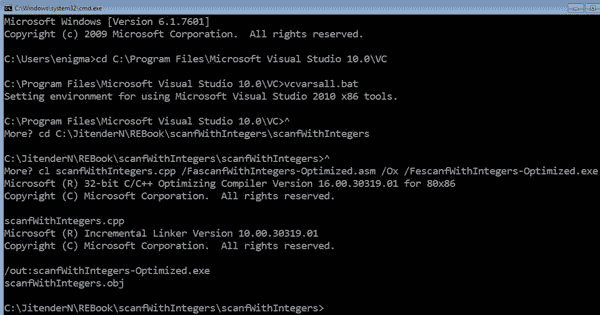 C:\Windows\system32\cmd.exe
Microsoft Windows [Version 6.1.7601]
Copyright (c) 2009 Microsoft Corporation.  All rights reserved.
C:\Users\enigma>cd C:\Program Files\Microsoft Visual Studio 10.0\VC
C:\Program Files\Microsoft Visual Studio 10.0\VC>vcvarsall.bat
Setting environment for using Microsoft Visual Studio 2010 x86 tools.
C:\Program Files\Microsoft Visual Studio 10.0\VC>^
More? cd C:\JitenderN\REBook\scanfWithIntegers\scanfWithIntegers
C:\JitenderN\REBook\scanfWithIntegers\scanfWithIntegers>^
More? cl scanfWithIntegers.cpp /FascanfWithIntegers-Optimized.asm /Ox /FescanfWithIntegers-Optimized.exe
Microsoft (R) 32-bit C/C++ Optimizing Compiler Version 16.00.30319.01 for 80x86
Copyright (C) Microsoft Corporation.  All rights reserved.
scanfWithIntegers.cpp
Microsoft (R) Incremental Linker Version 10.00.30319.01
Copyright (C) Microsoft Corporation.  All rights reserved.
/out:scanfWithIntegers-Optimized.exe
scanfWithIntegers.obj
C:\JitenderN\REBook\scanfWithIntegers\scanfWithIntegers>